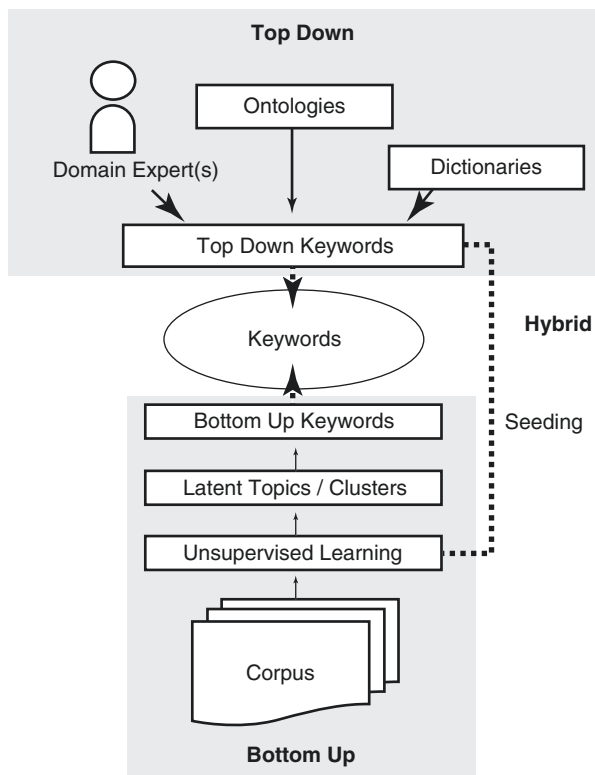 Top Down
Ontologies
Domain Expert(s)
Dictionaries
Top Down Keywords
Hybrid
Keywords
Bottom Up Keywords
Seeding
Latent Topics / Clusters
Unsupervised Learning
Corpus
Bottom Up